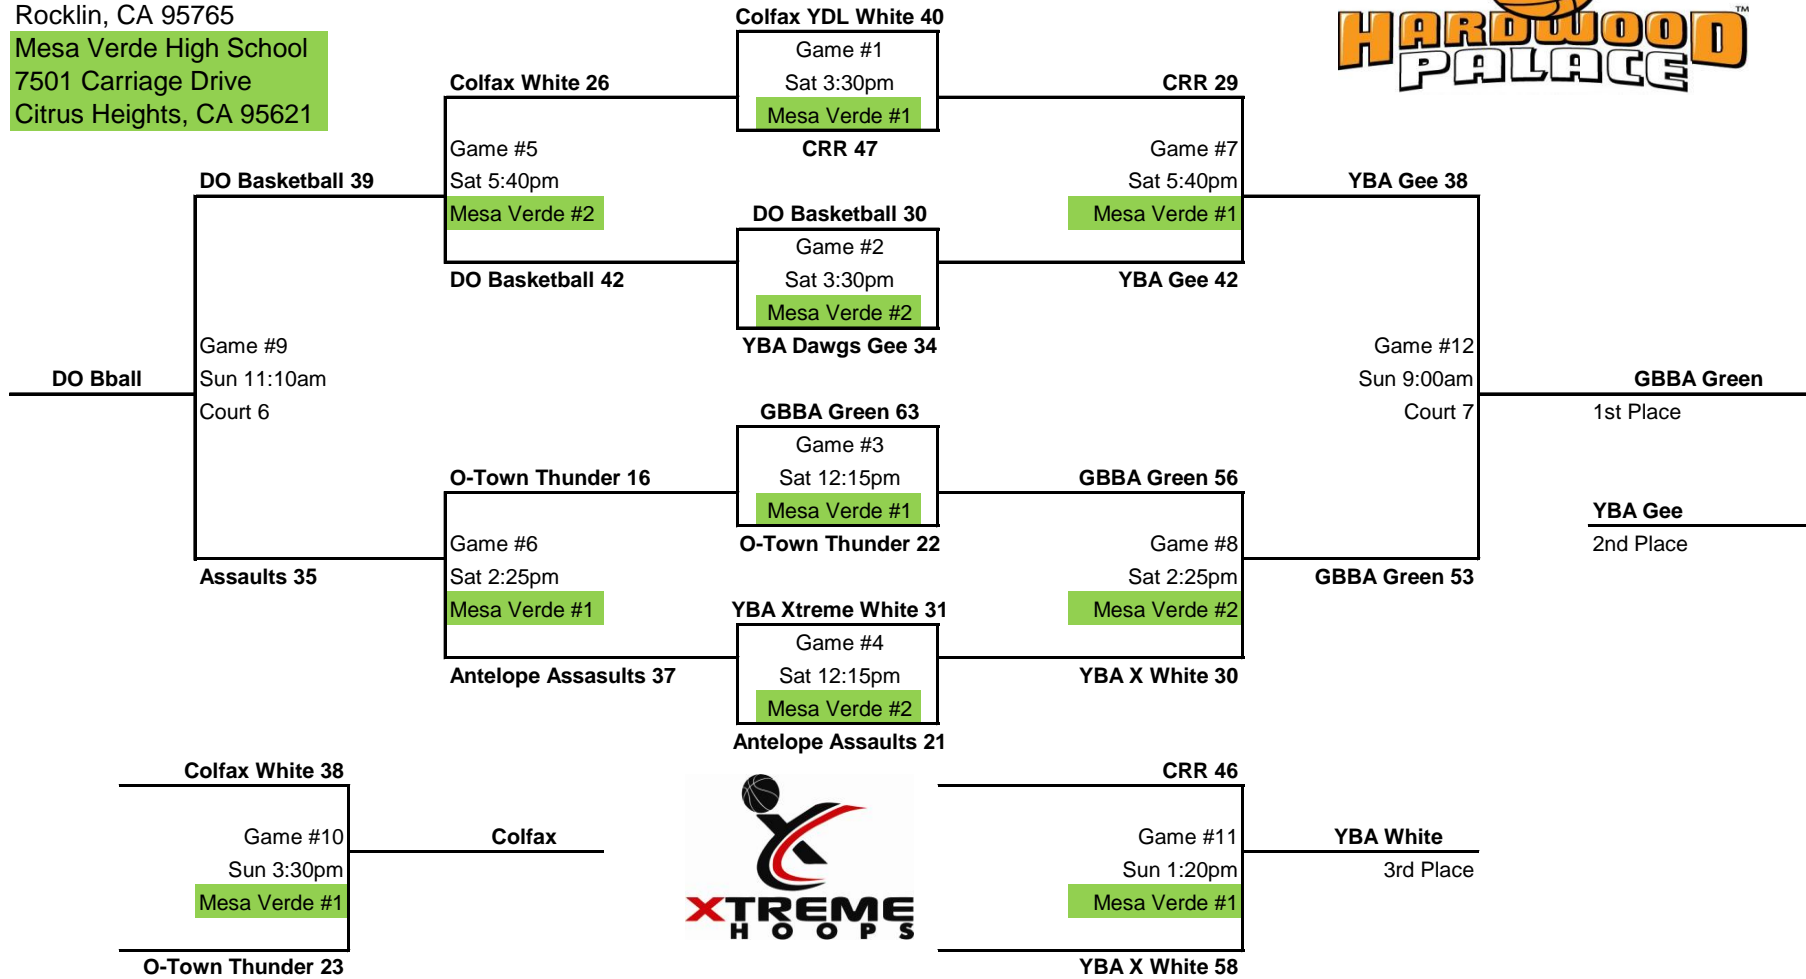 Rocklin, CA 95765
Mesa Verde High School
7501 Carriage Drive
Citrus Heights, CA 95621
HARDWOOD
PALACE
TM
Colfax YDL White 40
Game #1
Sat 3:30pm
Mesa Verde #1
CRR 47
Colfax White 26
Game #5
Sat 5:40pm
Mesa Verde #2
DO Basketball 42
CRR 29
Game #7
Sat 5:40pm
Mesa Verde #1
YBA Gee 42
DO Basketball 30
Game #2
Sat 3:30pm
Mesa Verde #2
YBA Dawgs Gee 34
DO Basketball 39
Game #9
Sun 11:10am
Court 6
Assaults 35
DO Bball
YBA Gee 38
Game #12
Sun 9:00am
Court 7
GBBA Green 53
GBBA Green
1st Place
YBA Gee
2nd Place
GBBA Green 63
Game #3
Sat 12:15pm
Mesa Verde #1
O-Town Thunder 22
O-Town Thunder 16
Game #6
Sat 2:25pm
Mesa Verde #1
Antelope Assasults 37
GBBA Green 56
Game #8
Sat 2:25pm
Mesa Verde #2
YBA X White 30
YBA Xtreme White 31
Game #4
Sat 12:15pm
Mesa Verde #2
Antelope Assaults 21
Colfax White 38
Game #10
Sun 3:30pm
Mesa Verde #1
O-Town Thunder 23
Colfax
XTREME
HOOPS
CRR 46
Game #11
Sun 1:20pm
Mesa Verde #1
YBA X White 58
YBA White
3rd Place